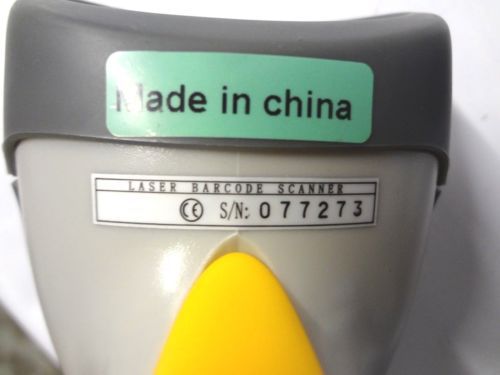 Made in china
LASER BARCODE SCANNER
CE S/N: 077273